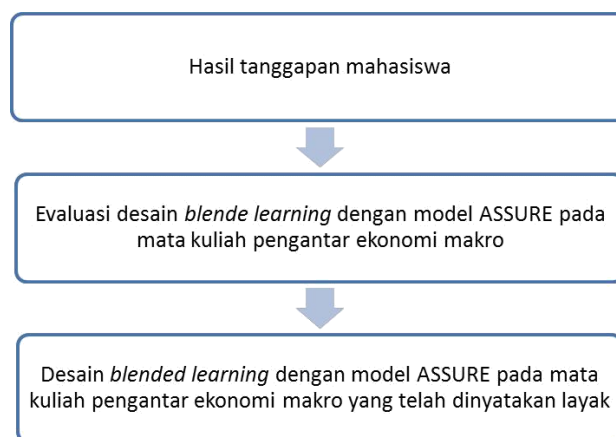 Hasil tanggapan mahasiswa
Evaluasi desain blende learning dengan model ASSURE pada
mata kuliah pengantar ekonomi makro
Desain blended learning dengan model ASSURE pada mata
kuliah pengantar ekonomi makro yang telah dinyatakan layak